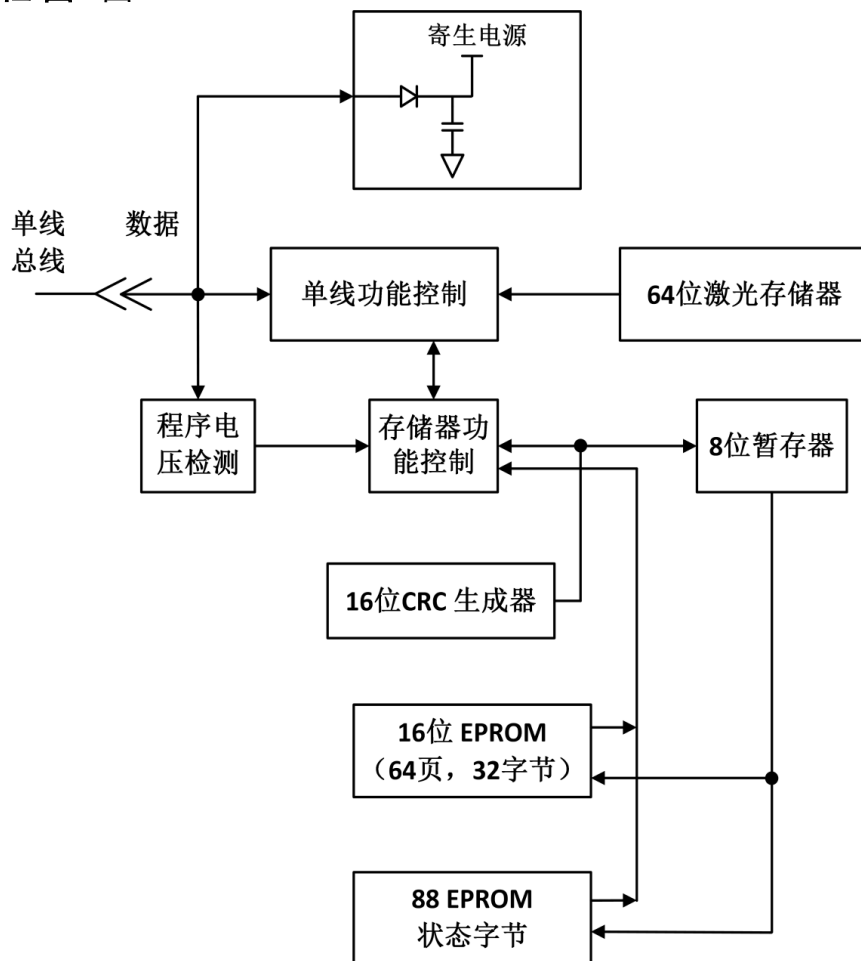 寄生电源
单线 数据
总线
单线功能控制
64位激光存储器
程序电
压检测
存储器功
能控制
8位暂存器
16位CRC 生成器
16位 EPROM
（64页，32字节）
88 EPROM
状态字节